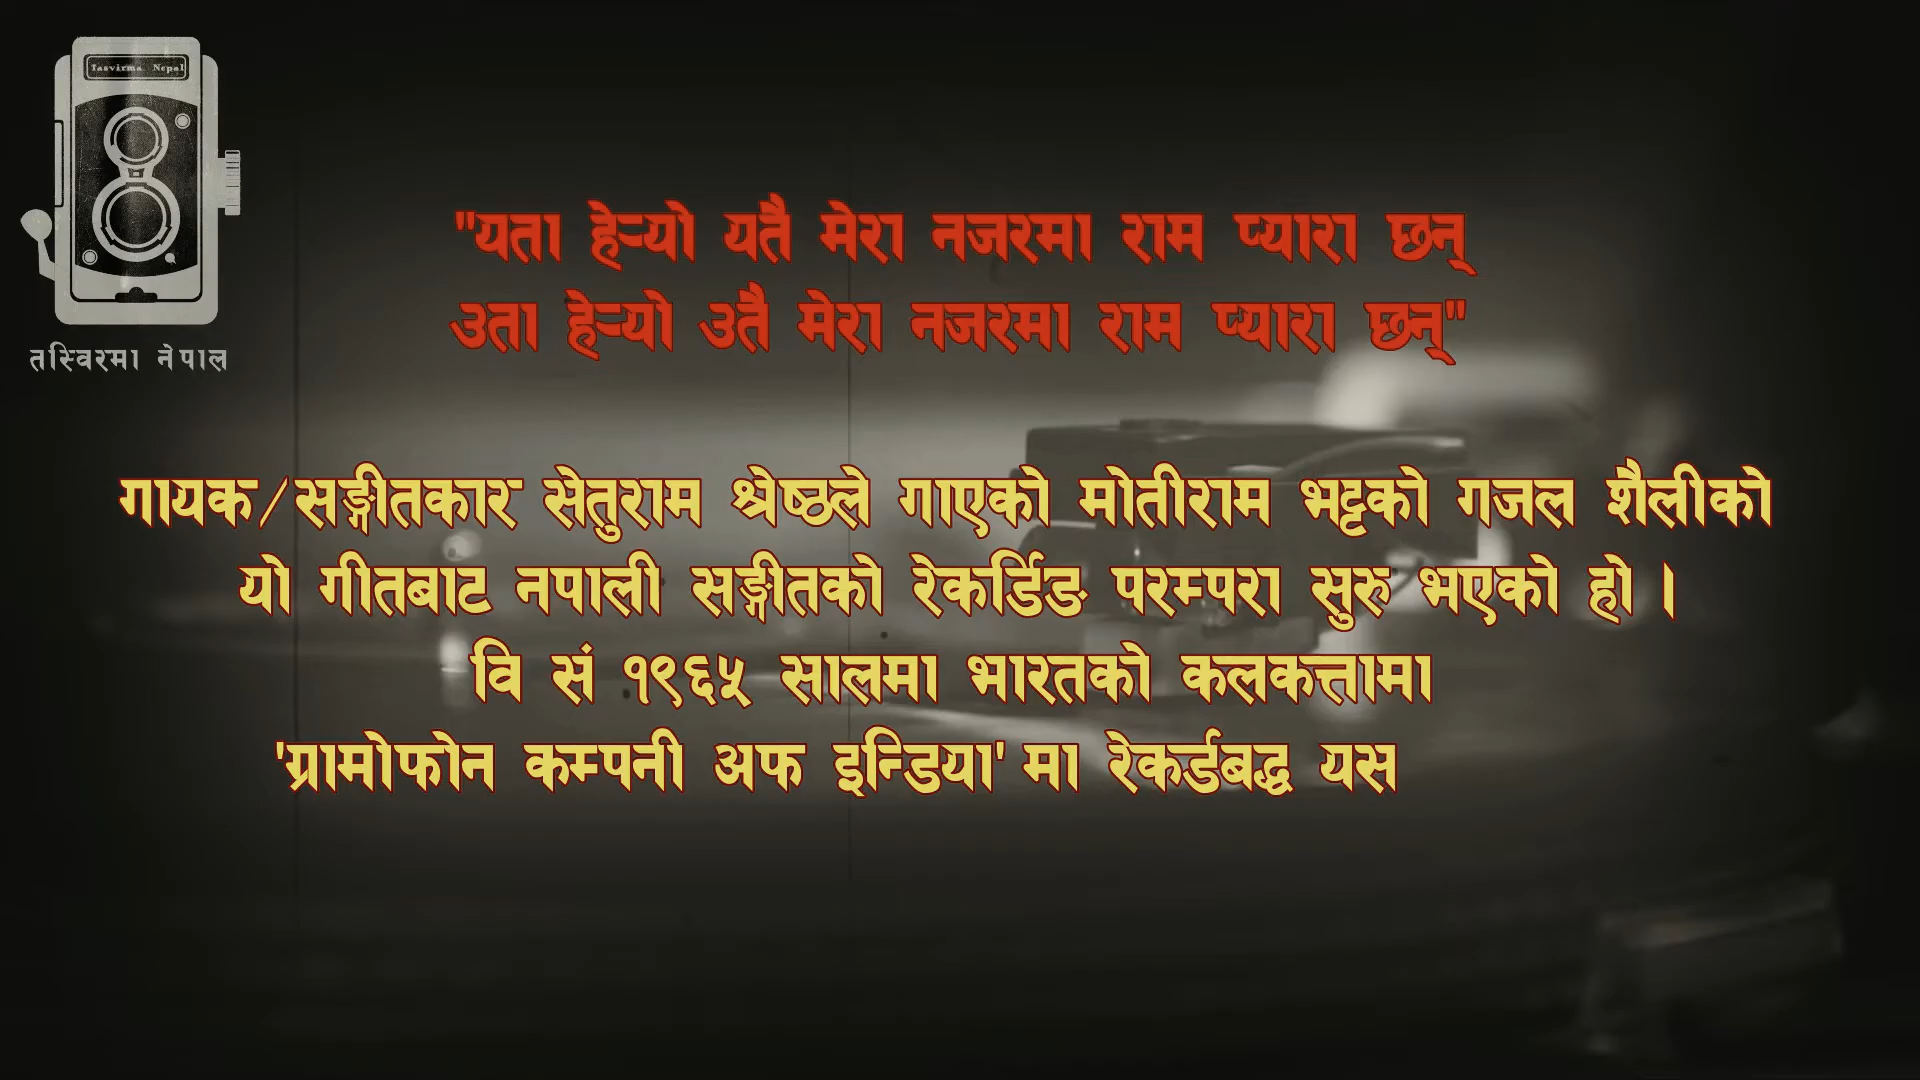 Tasvirma Nepal
तस्विरमा नेपाल
"यता हेर्‍यो यतै मेरा नजरमा राम प्यारा छन्
उता हेर्‍यो उतै मेरा नजरमा राम प्यारा छन्"
गायक/सङ्गीतकार सेतुराम श्रेष्ठले गाएको मोतीराम भट्टको गजल शैलीको
यो गीतबाट नपाली सङ्गीतको रेकर्डिङ परम्परा सुरु भएको हो।
वि सं १९६५ सालमा भारतको कलकत्तामा
'ग्रामोफोन कम्पनी अफ इन्डिया' मा रेकर्डबद्ध यस